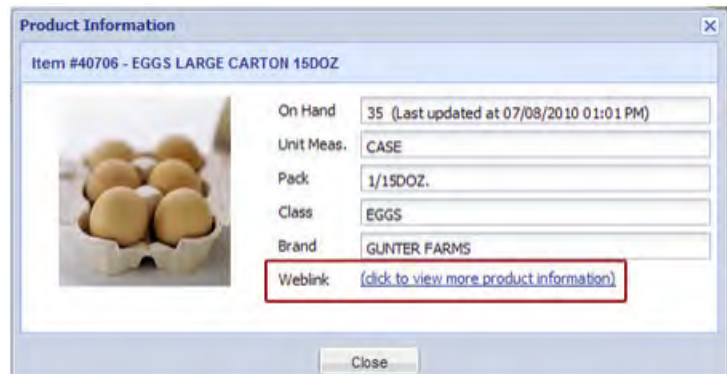 Product Information
Item #40706 - EGGS LARGE CARTON 15DOZ
On Hand 35 (Last updated at 07/08/2010 01:01 PM)
Unit Meas. CASE
Pack 1/15DOZ.
Class EGGS
Brand GUNTER FARMS
Weblink (click to view more product information)
Close